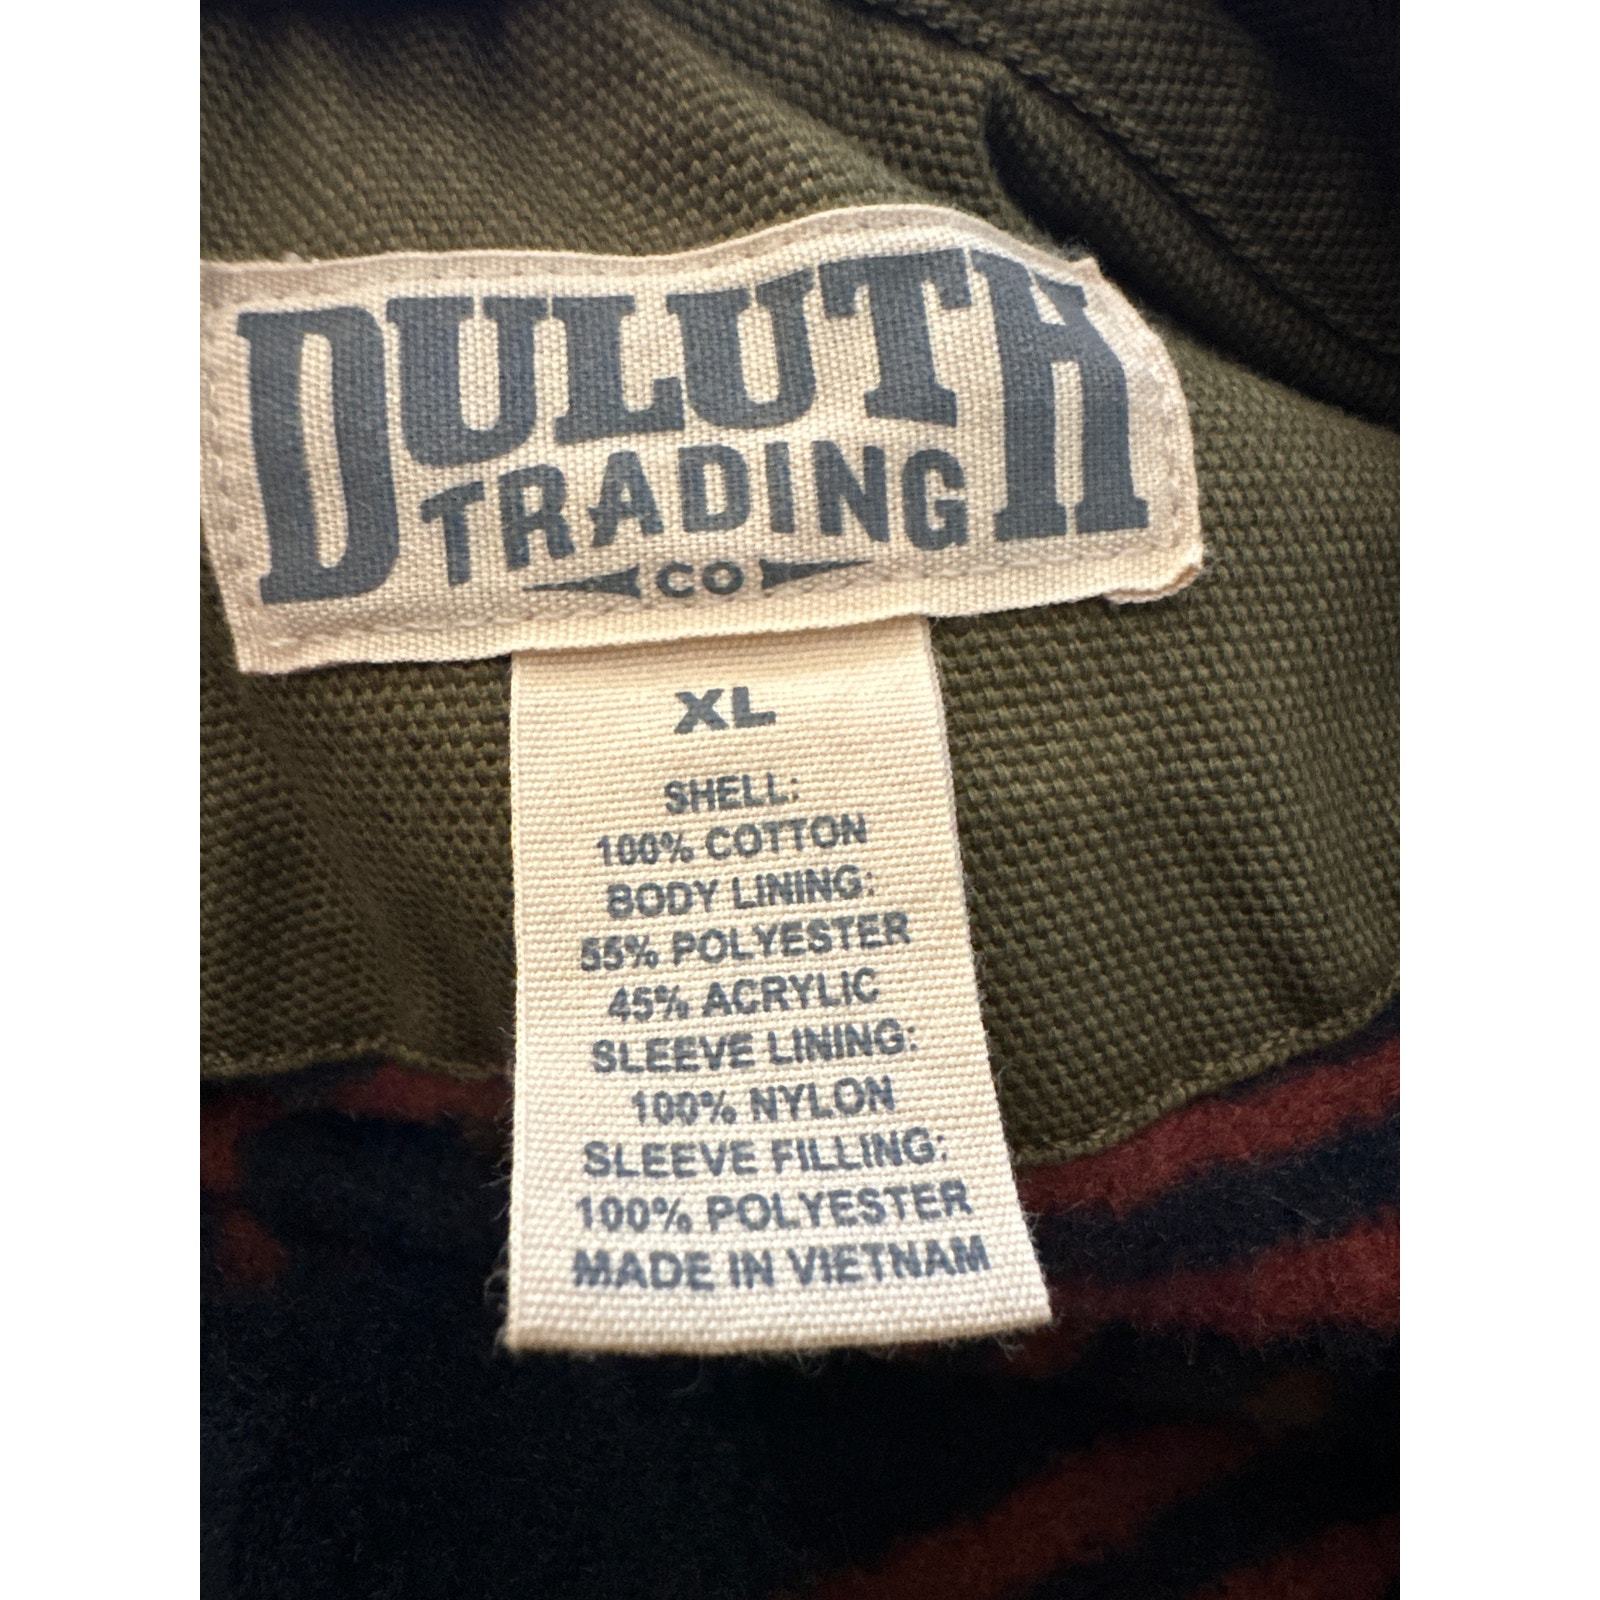 DULUTH
TRADING
CO
XL
SHELL:
100% COTTON
BODY LINING:
55% POLYESTER
45% ACRYLIC
SLEEVE LINING:
100% NYLON
SLEEVE FILLING:
100% POLYESTER
MADE IN VIETNAM